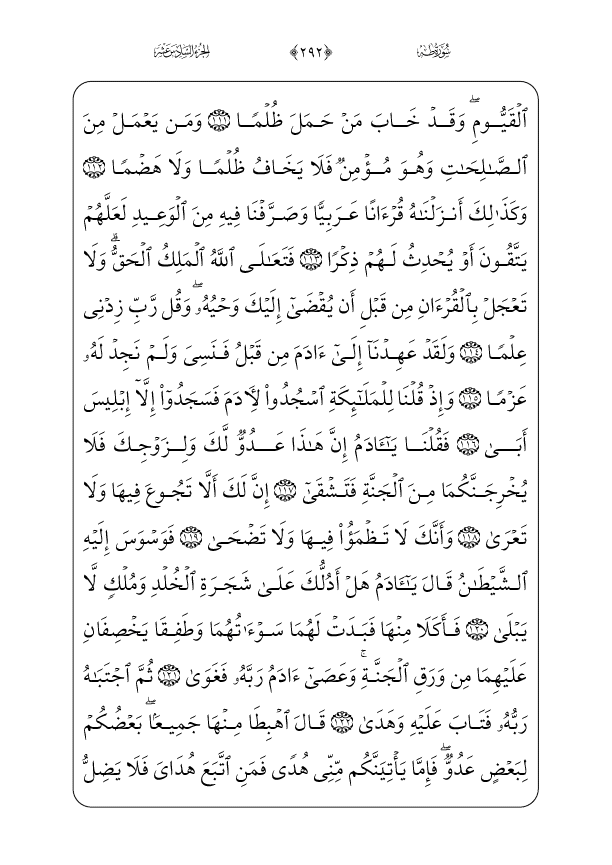 سُورَةُ طه ﴿٢٩٢﴾ الجُزْءُ السَّادِسَ عَشَرَ
ٱلْقَيُّومِۖ وَقَدْ خَابَ مَنْ حَمَلَ ظُلْمًا ١١١ وَمَن يَعْمَلْ مِنَ
ٱلصَّٰلِحَٰتِ وَهُوَ مُؤْمِنٌ فَلَا يَخَافُ ظُلْمًا وَلَا هَضْمًا ١١٢
وَكَذَٰلِكَ أَنزَلْنَٰهُ قُرْءَانًا عَرَبِيًّا وَصَرَّفْنَا فِيهِ مِنَ ٱلْوَعِيدِ لَعَلَّهُمْ
يَتَّقُونَ أَوْ يُحْدِثُ لَهُمْ ذِكْرًا ١١٣ فَتَعَٰلَى ٱللَّهُ ٱلْمَلِكُ ٱلْحَقُّۗ وَلَا
تَعْجَلْ بِٱلْقُرْءَانِ مِن قَبْلِ أَن يُقْضَىٰٓ إِلَيْكَ وَحْيُهُۥۖ وَقُل رَّبِّ زِدْنِى
عِلْمًا ١١٤ وَلَقَدْ عَهِدْنَآ إِلَىٰٓ ءَادَمَ مِن قَبْلُ فَنَسِىَ وَلَمْ نَجِدْ لَهُۥ
عَزْمًا ١١٥ وَإِذْ قُلْنَا لِلْمَلَٰٓئِكَةِ ٱسْجُدُوا۟ لِءَادَمَ فَسَجَدُوٓا۟ إِلَّآ إِبْلِيسَ
أَبَىٰ ١١٦ فَقُلْنَا يَٰٓـَٔادَمُ إِنَّ هَٰذَا عَدُوٌّ لَّكَ وَلِزَوْجِكَ فَلَا
يُخْرِجَنَّكُمَا مِنَ ٱلْجَنَّةِ فَتَشْقَىٰٓ ١١٧ إِنَّ لَكَ أَلَّا تَجُوعَ فِيهَا وَلَا
تَعْرَىٰ ١١٨ وَأَنَّكَ لَا تَظْمَؤُا۟ فِيهَا وَلَا تَضْحَىٰ ١١٩ فَوَسْوَسَ إِلَيْهِ
ٱلشَّيْطَٰنُ قَالَ يَٰٓـَٔادَمُ هَلْ أَدُلُّكَ عَلَىٰ شَجَرَةِ ٱلْخُلْدِ وَمُلْكٍ لَّا
يَبْلَىٰ ١٢٠ فَأَكَلَا مِنْهَا فَبَدَتْ لَهُمَا سَوْءَٰتُهُمَا وَطَفِقَا يَخْصِفَانِ
عَلَيْهِمَا مِن وَرَقِ ٱلْجَنَّةِۚ وَعَصَىٰٓ ءَادَمُ رَبَّهُۥ فَغَوَىٰ ١٢١ ثُمَّ ٱجْتَبَٰهُ
رَبُّهُۥ فَتَابَ عَلَيْهِ وَهَدَىٰ ١٢٢ قَالَ ٱهْبِطَا مِنْهَا جَمِيعًۢاۖ بَعْضُكُمْ
لِبَعْضٍ عَدُوٌّۖ فَإِمَّا يَأْتِيَنَّكُم مِّنِّى هُدًى فَمَنِ ٱتَّبَعَ هُدَاىَ فَلَا يَضِلُّ